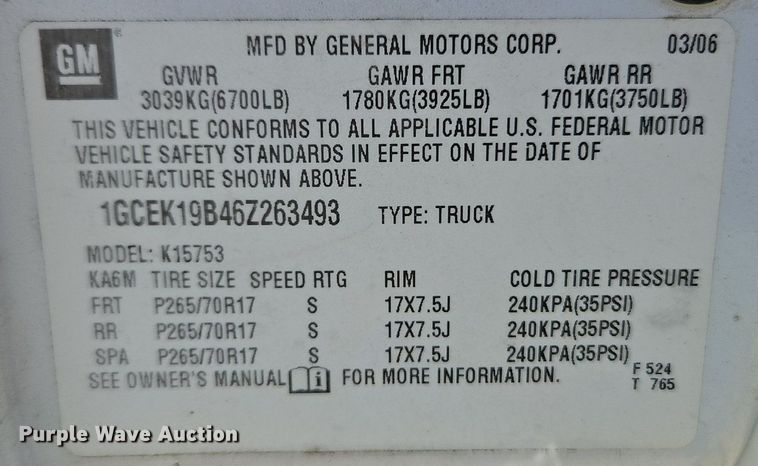 GM
MFD BY GENERAL MOTORS CORP. 03/06
GVWR GAWR FRT GAWR RR
3039KG(6700LB) 1780KG(3925LB) 1701KG(3750LB)
THIS VEHICLE CONFORMS TO ALL APPLICABLE U.S. FEDERAL MOTOR
VEHICLE SAFETY STANDARDS IN EFFECT ON THE DATE OF
MANUFACTURE SHOWN ABOVE.
1GCEK19B46Z263493 TYPE: TRUCK
MODEL: K15753
KA6M TIRE SIZE SPEED RTG RIM COLD TIRE PRESSURE
FRT P265/70R17 S 17X7.5J 240KPA(35PSI)
RR P265/70R17 S 17X7.5J 240KPA(35PSI)
SPA P265/70R17 S 17X7.5J 240KPA(35PSI)
SEE OWNER'S MANUAL i FOR MORE INFORMATION.
F 524
T 765
Purple Wave Auction